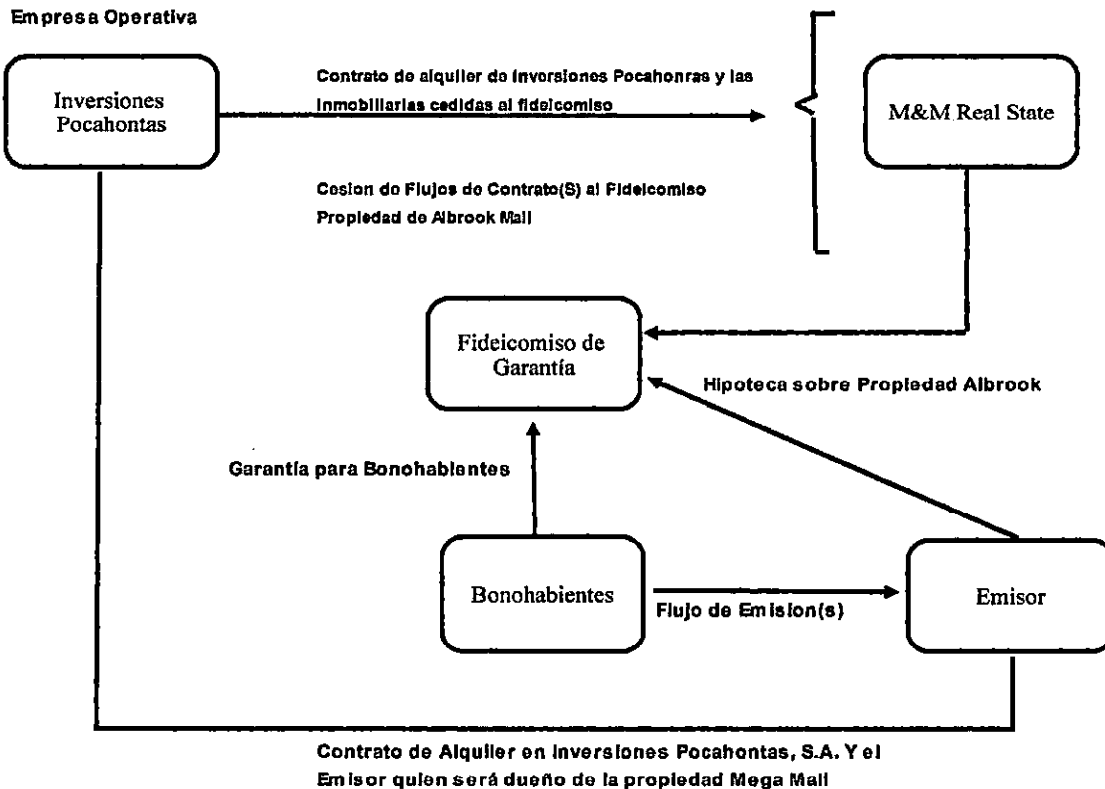 Empresa Operativa
Inversiones
Pocahontas
Contrato de alquiler de Inversiones Pocahonras y las
inmobiliarias cedidas al fideicomiso
M&M Real State
Cesion de Flujos de Contrato(S) al Fideicomiso
Propiedad de Albrook Mall
Fideicomiso de
Garantía
Hipoteca sobre Propiedad Albrook
Garantía para Bonohabientes
Bonohabientes
Flujo de Emision(s)
Emisor
Contrato de Alquiler en Inversiones Pocahontas, S.A. Y el
Emisor quien será dueño de la propiedad Mega Mall